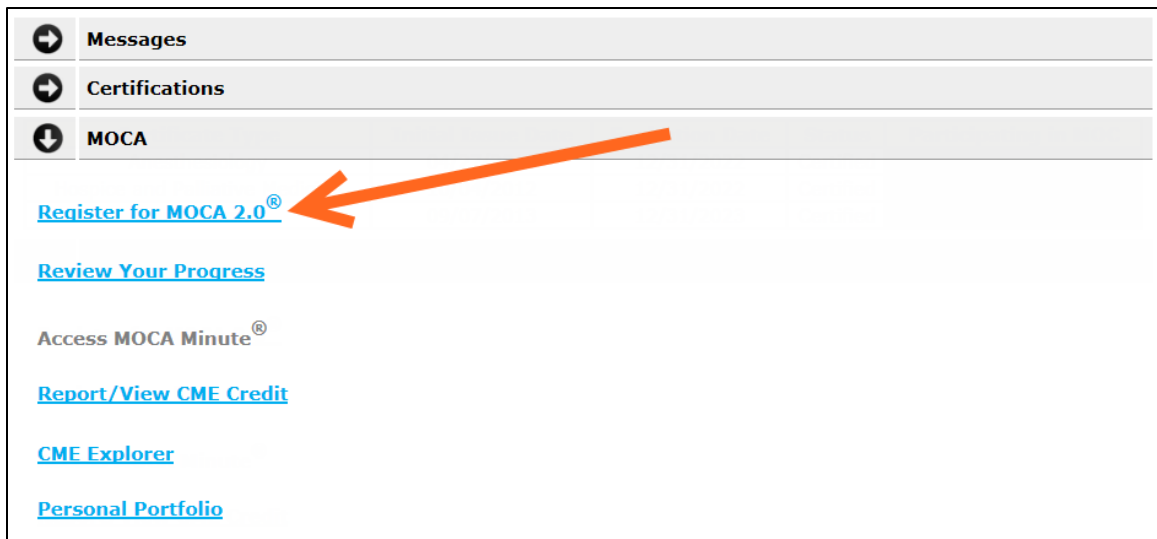 Messages
Certifications
MOCA
Register for MOCA 2.0®
Review Your Progress
Access MOCA Minute®
Report/View CME Credit
CME Explorer
Personal Portfolio